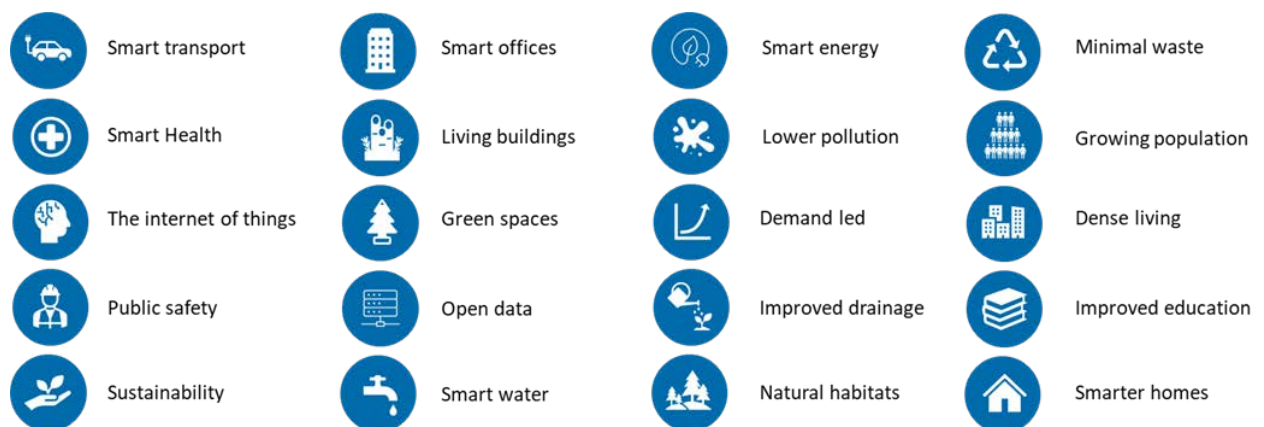 Smart transport
Smart offices
Smart energy
Minimal waste
Smart Health
Living buildings
Lower pollution
Growing population
The internet of things
Green spaces
Demand led
Dense living
Public safety
Open data
Improved drainage
Improved education
Sustainability
Smart water
Natural habitats
Smarter homes